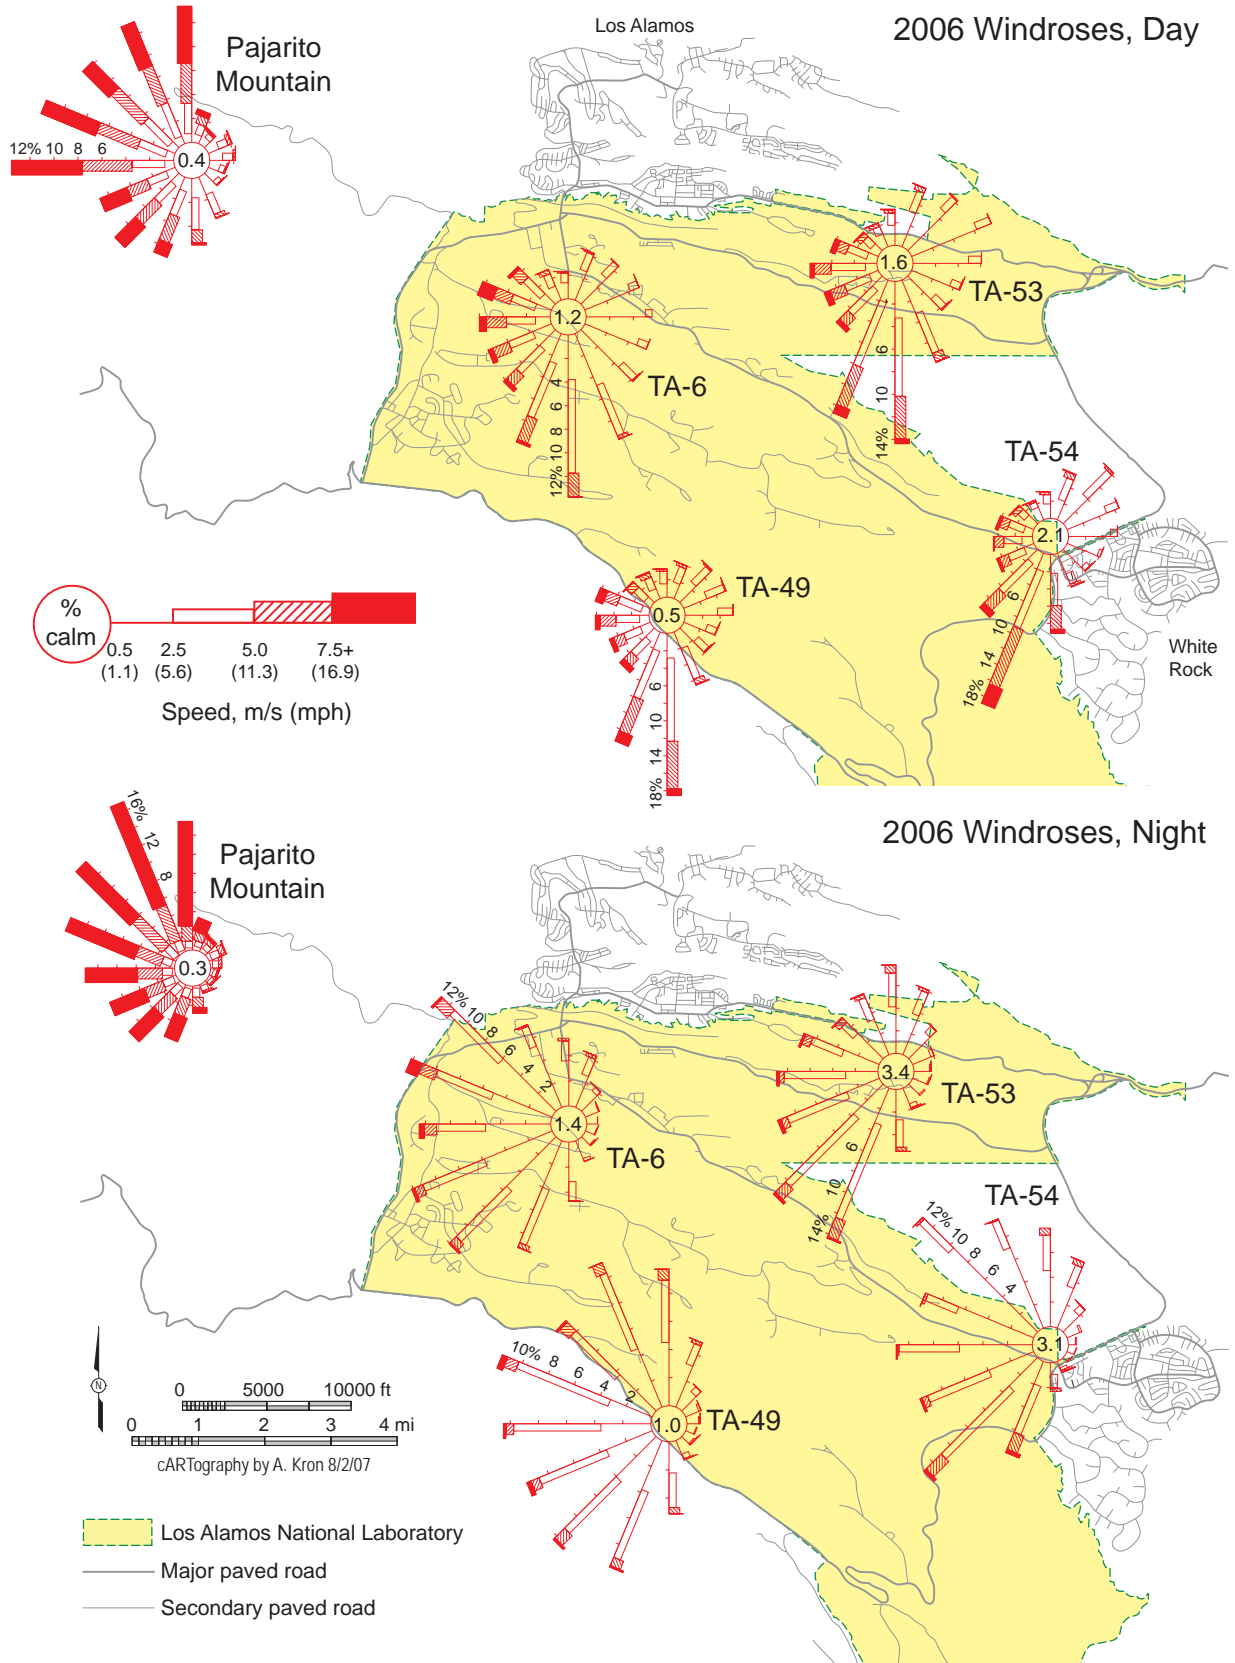 Los Alamos
2006 Windroses, Day
Pajarito
Mountain
12% 10 8 6
0.4
1.6
TA-53
6
10
14%
1.2
TA-6
4
6
8
10
12%
TA-54
2.1
6
10
14
18%
TA-49
0.5
6
10
14
18%
White
Rock
%
calm
0.5 2.5 5.0 7.5+
(1.1) (5.6) (11.3) (16.9)
Speed, m/s (mph)
2006 Windroses, Night
Pajarito
Mountain
16%
12
8
0.3
12%
10
8
6
4
2
1.4
TA-6
3.4
TA-53
6
10
14%
TA-54
12%
10
8
6
4
3.1
10% 8 6 4 2
1.0
TA-49
N
0 5000 10000 ft
0 1 2 3 4 mi
cARTography by A. Kron 8/2/07
Los Alamos National Laboratory
Major paved road
Secondary paved road